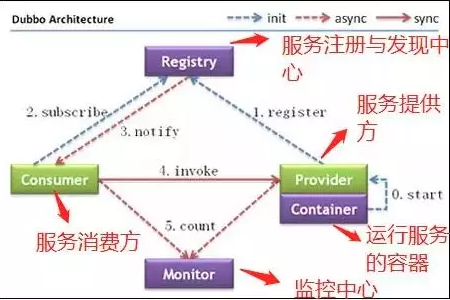 Dubbo Architecture
init
async
sync
Registry
服务注册与发现中
心
2. subscribe
3. notify
1. register
服务提供
方
Consumer
4. invoke
Provider
Container
0. start
服务消费方
5. count
运行服务
的容器
Monitor
监控中心